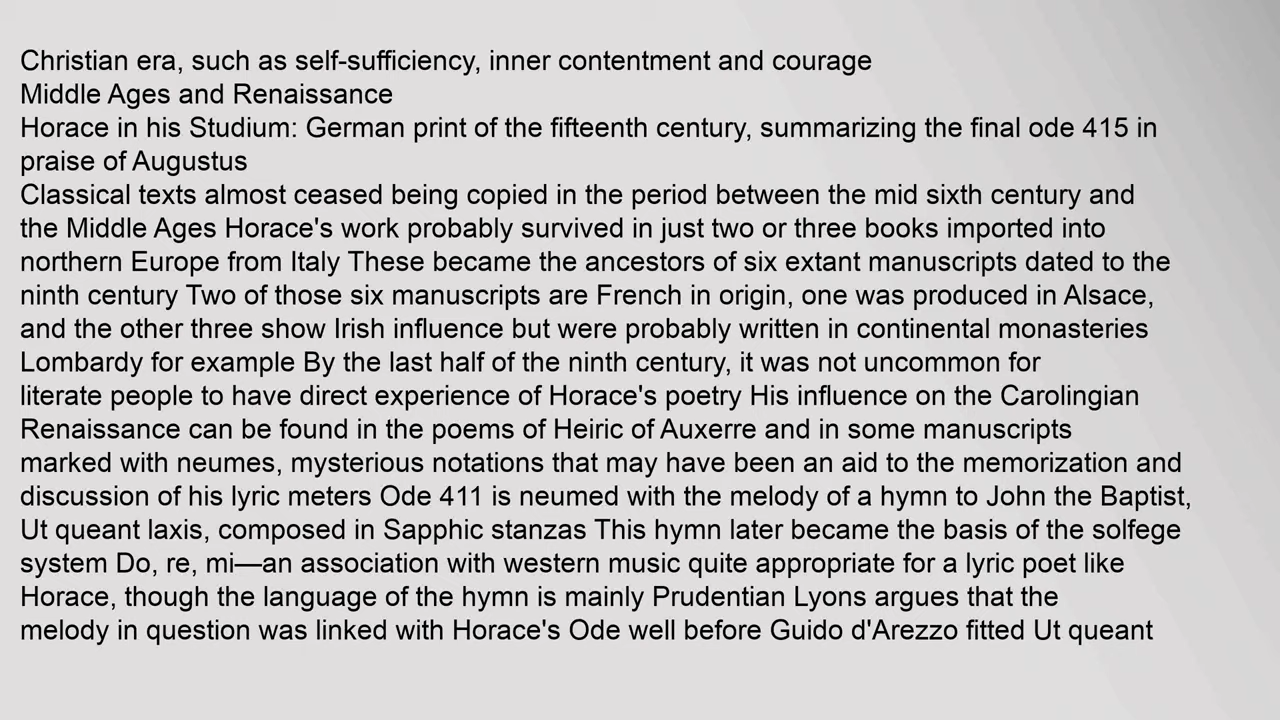 Christian era, such as self-sufficiency, inner contentment and courage
Middle Ages and Renaissance
Horace in his Studium: German print of the fifteenth century, summarizing the final ode 415 in
praise of Augustus
Classical texts almost ceased being copied in the period between the mid sixth century and
the Middle Ages Horace's work probably survived in just two or three books imported into
northern Europe from Italy These became the ancestors of six extant manuscripts dated to the
ninth century Two of those six manuscripts are French in origin, one was produced in Alsace,
and the other three show Irish influence but were probably written in continental monasteries
Lombardy for example By the last half of the ninth century, it was not uncommon for
literate people to have direct experience of Horace's poetry His influence on the Carolingian
Renaissance can be found in the poems of Heiric of Auxerre and in some manuscripts
marked with neumes, mysterious notations that may have been an aid to the memorization and
discussion of his lyric meters Ode 411 is neumed with the melody of a hymn to John the Baptist,
Ut queant laxis, composed in Sapphic stanzas This hymn later became the basis of the solfege
system Do, re, mi—an association with western music quite appropriate for a lyric poet like
Horace, though the language of the hymn is mainly Prudentian Lyons argues that the
melody in question was linked with Horace's Ode well before Guido d'Arezzo fitted Ut queant